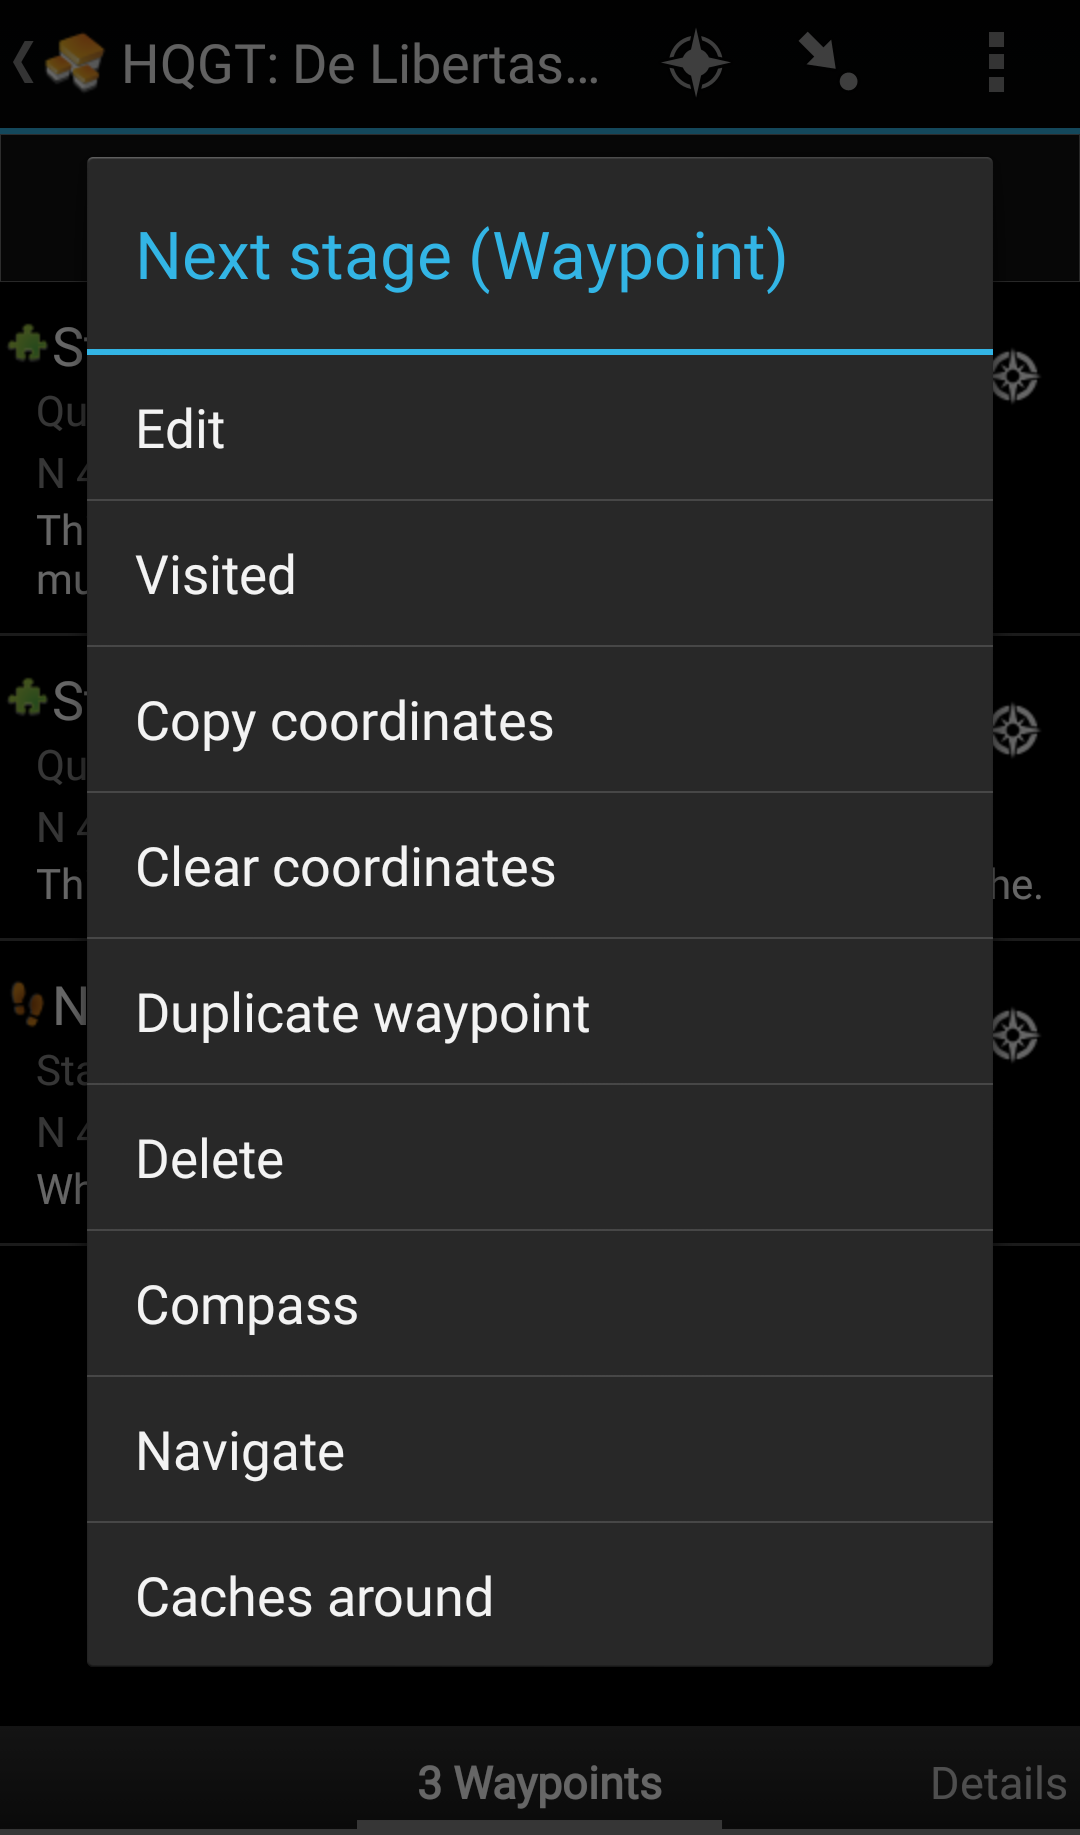 HQGT: De Libertas...
Next stage (Waypoint)
Edit
Visited
Copy coordinates
Clear coordinates
Duplicate waypoint
Delete
Compass
Navigate
Caches around
3 Waypoints
Details